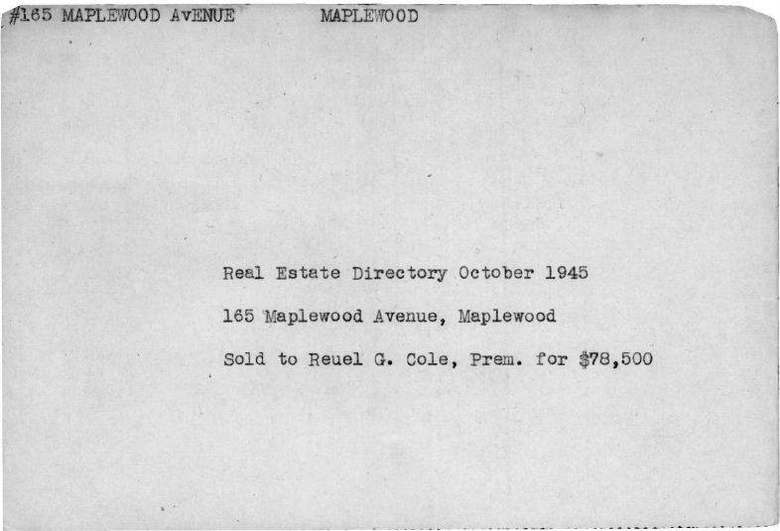 #165 MAPLEWOOD AvENUE MAPLEWOOD
Real Estate Directory October 1945
165 Maplewood Avenue, Maplewood
Sold to Reuel G. Cole, Prem. for $78,500